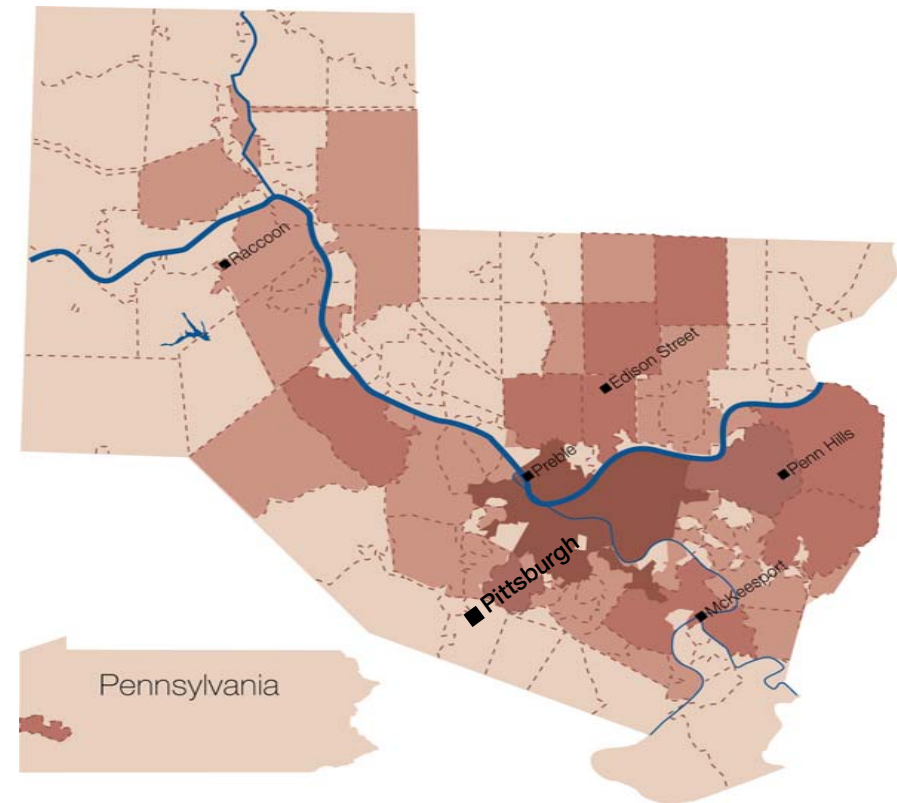 Raccoon
Edison Street
Preble
Penn Hills
Pittsburgh
McKeesport
Pennsylvania